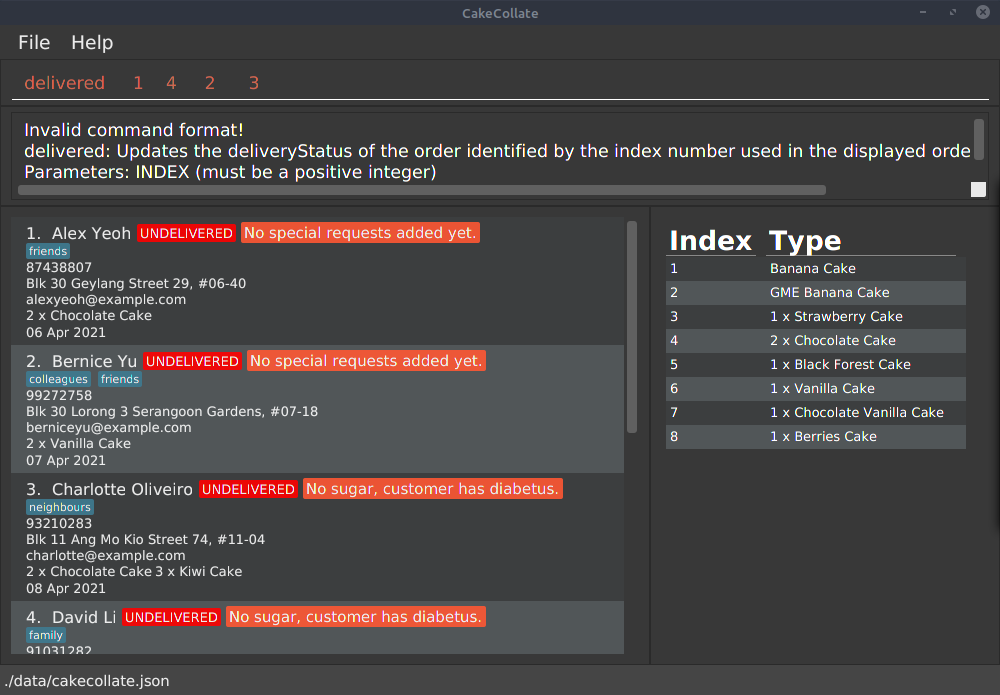 CakeCollate
File Help
delivered 1 4 2 3
Invalid command format!
delivered: Updates the deliveryStatus of the order identified by the index number used in the displayed orde
Parameters: INDEX (must be a positive integer)
1. Alex Yeoh UNDELIVERED No special requests added yet.
friends
87438807
Blk 30 Geylang Street 29, #06-40
alexyeoh@example.com
2 x Chocolate Cake
06 Apr 2021
2. Bernice Yu UNDELIVERED No special requests added yet.
colleagues friends
99272758
Blk 30 Lorong 3 Serangoon Gardens, #07-18
berniceyu@example.com
2 x Vanilla Cake
07 Apr 2021
3. Charlotte Oliveiro UNDELIVERED No sugar, customer has diabetus.
neighbours
93210283
Blk 11 Ang Mo Kio Street 74, #11-04
charlotte@example.com
2 x Chocolate Cake 3 x Kiwi Cake
08 Apr 2021
4. David Li UNDELIVERED No sugar, customer has diabetus.
family
91031282
Index Type
1 Banana Cake
2 GME Banana Cake
3 1 x Strawberry Cake
4 2 x Chocolate Cake
5 1 x Black Forest Cake
6 1 x Vanilla Cake
7 1 x Chocolate Vanilla Cake
8 1 x Berries Cake
./data/cakecollate.json